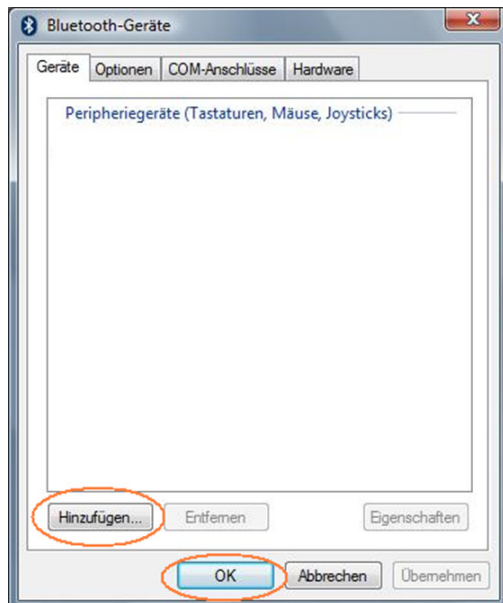 Bluetooth-Geräte
Geräte Optionen COM-Anschlüsse Hardware
Peripheriegeräte (Tastaturen, Mäuse, Joysticks)
Hinzufügen... Entfernen Eigenschaften
OK Abbrechen Übernehmen